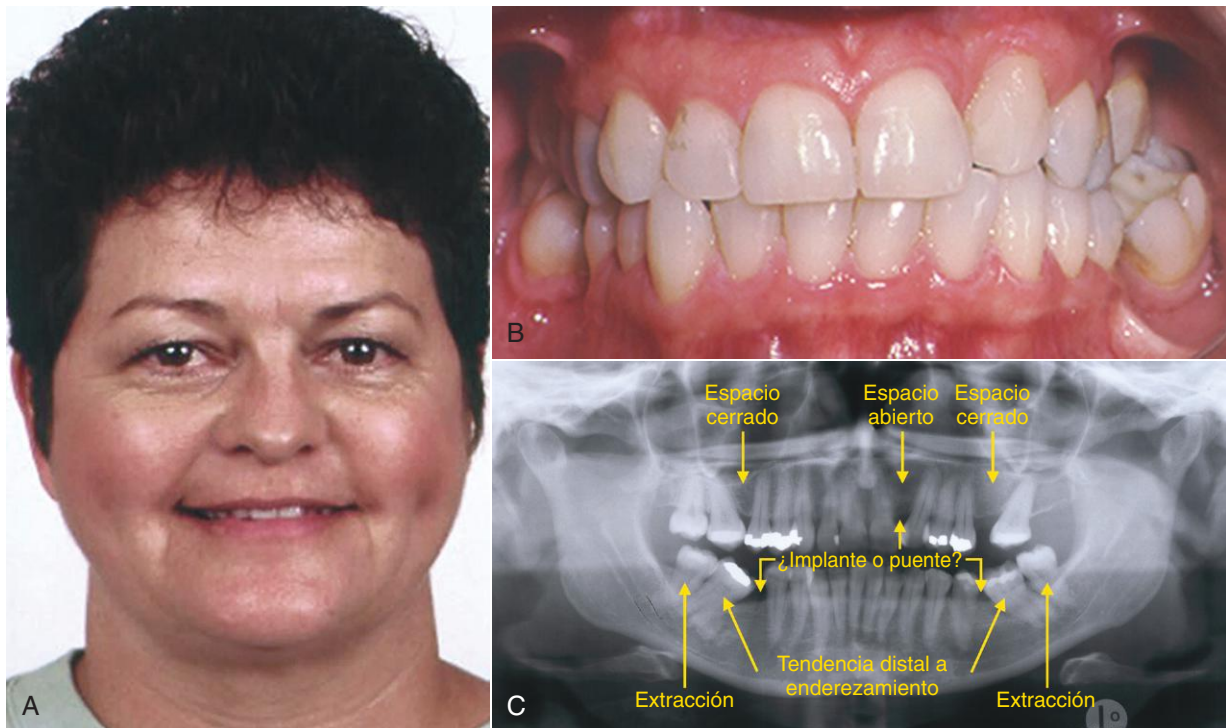 A
B
Espacio
cerrado
Espacio
abierto
Espacio
cerrado
¿Implante o puente?
Tendencia distal a
enderezamiento
Extracción
Extracción
C